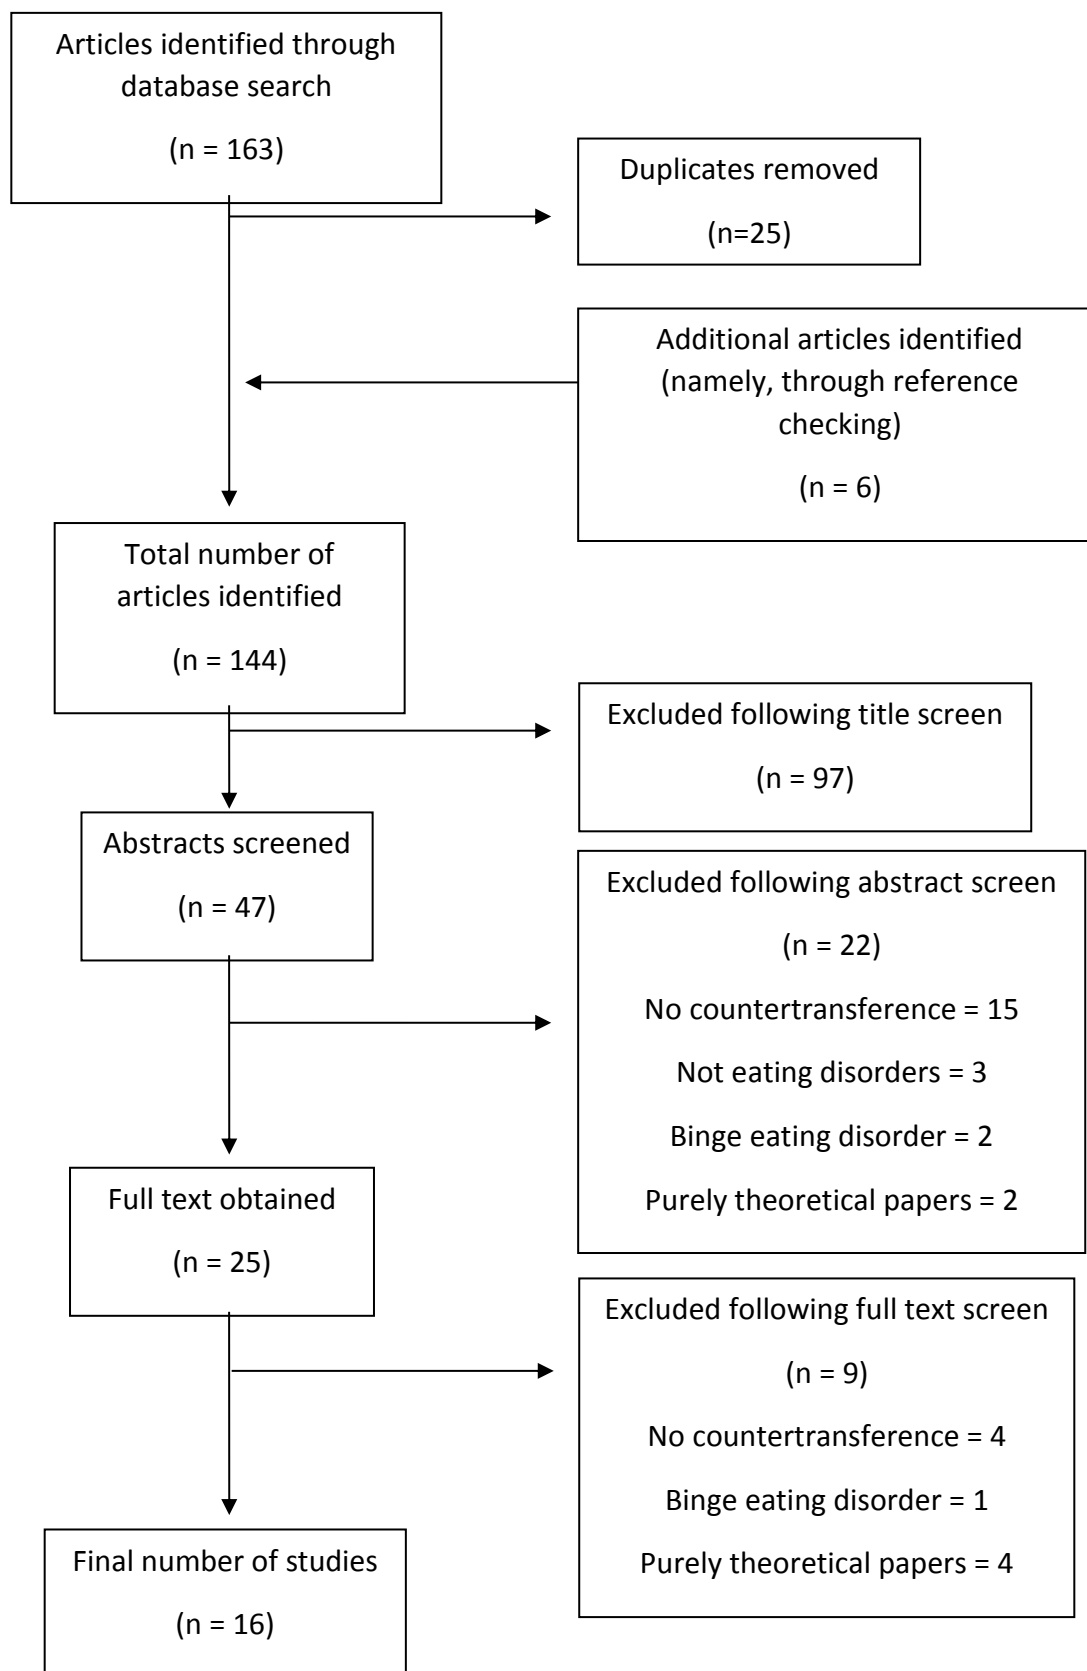 Articles identified through
database search
(n = 163)
Duplicates removed
(n=25)
Additional articles identified
(namely, through reference
checking)
(n = 6)
Total number of
articles identified
(n = 144)
Excluded following title screen
(n = 97)
Abstracts screened
(n = 47)
Excluded following abstract screen
(n = 22)
No countertransference = 15
Not eating disorders = 3
Binge eating disorder = 2
Purely theoretical papers = 2
Full text obtained
(n = 25)
Excluded following full text screen
(n = 9)
No countertransference = 4
Binge eating disorder = 1
Purely theoretical papers = 4
Final number of studies
(n = 16)